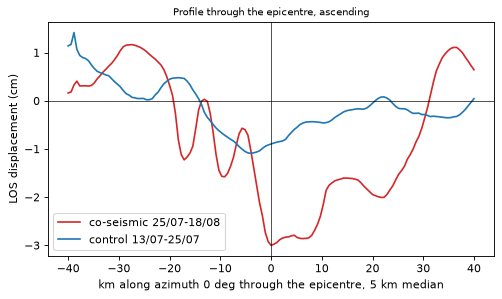 Profile through the epicentre, ascending
LOS displacement (cm)
1
0
−1
−2
−3
co-seismic 25/07-18/08
control 13/07-25/07
−40 −30 −20 −10 0 10 20 30 40
km along azimuth 0 deg through the epicentre, 5 km median